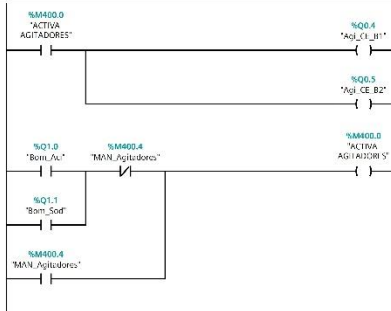 %M400.0
"ACTIVA
AGITADORES"
%Q0.4
"Agi_CE_B1"
%Q0.5
"Agi_CE_B2"
%Q1.0
"Bom_Aci"
%M400.4
"MAN_Agitadores"
%M400.0
"ACTIVA
AGITADORES"
%Q1.1
"Bom_Sod"
%M400.4
"MAN_Agitadores"